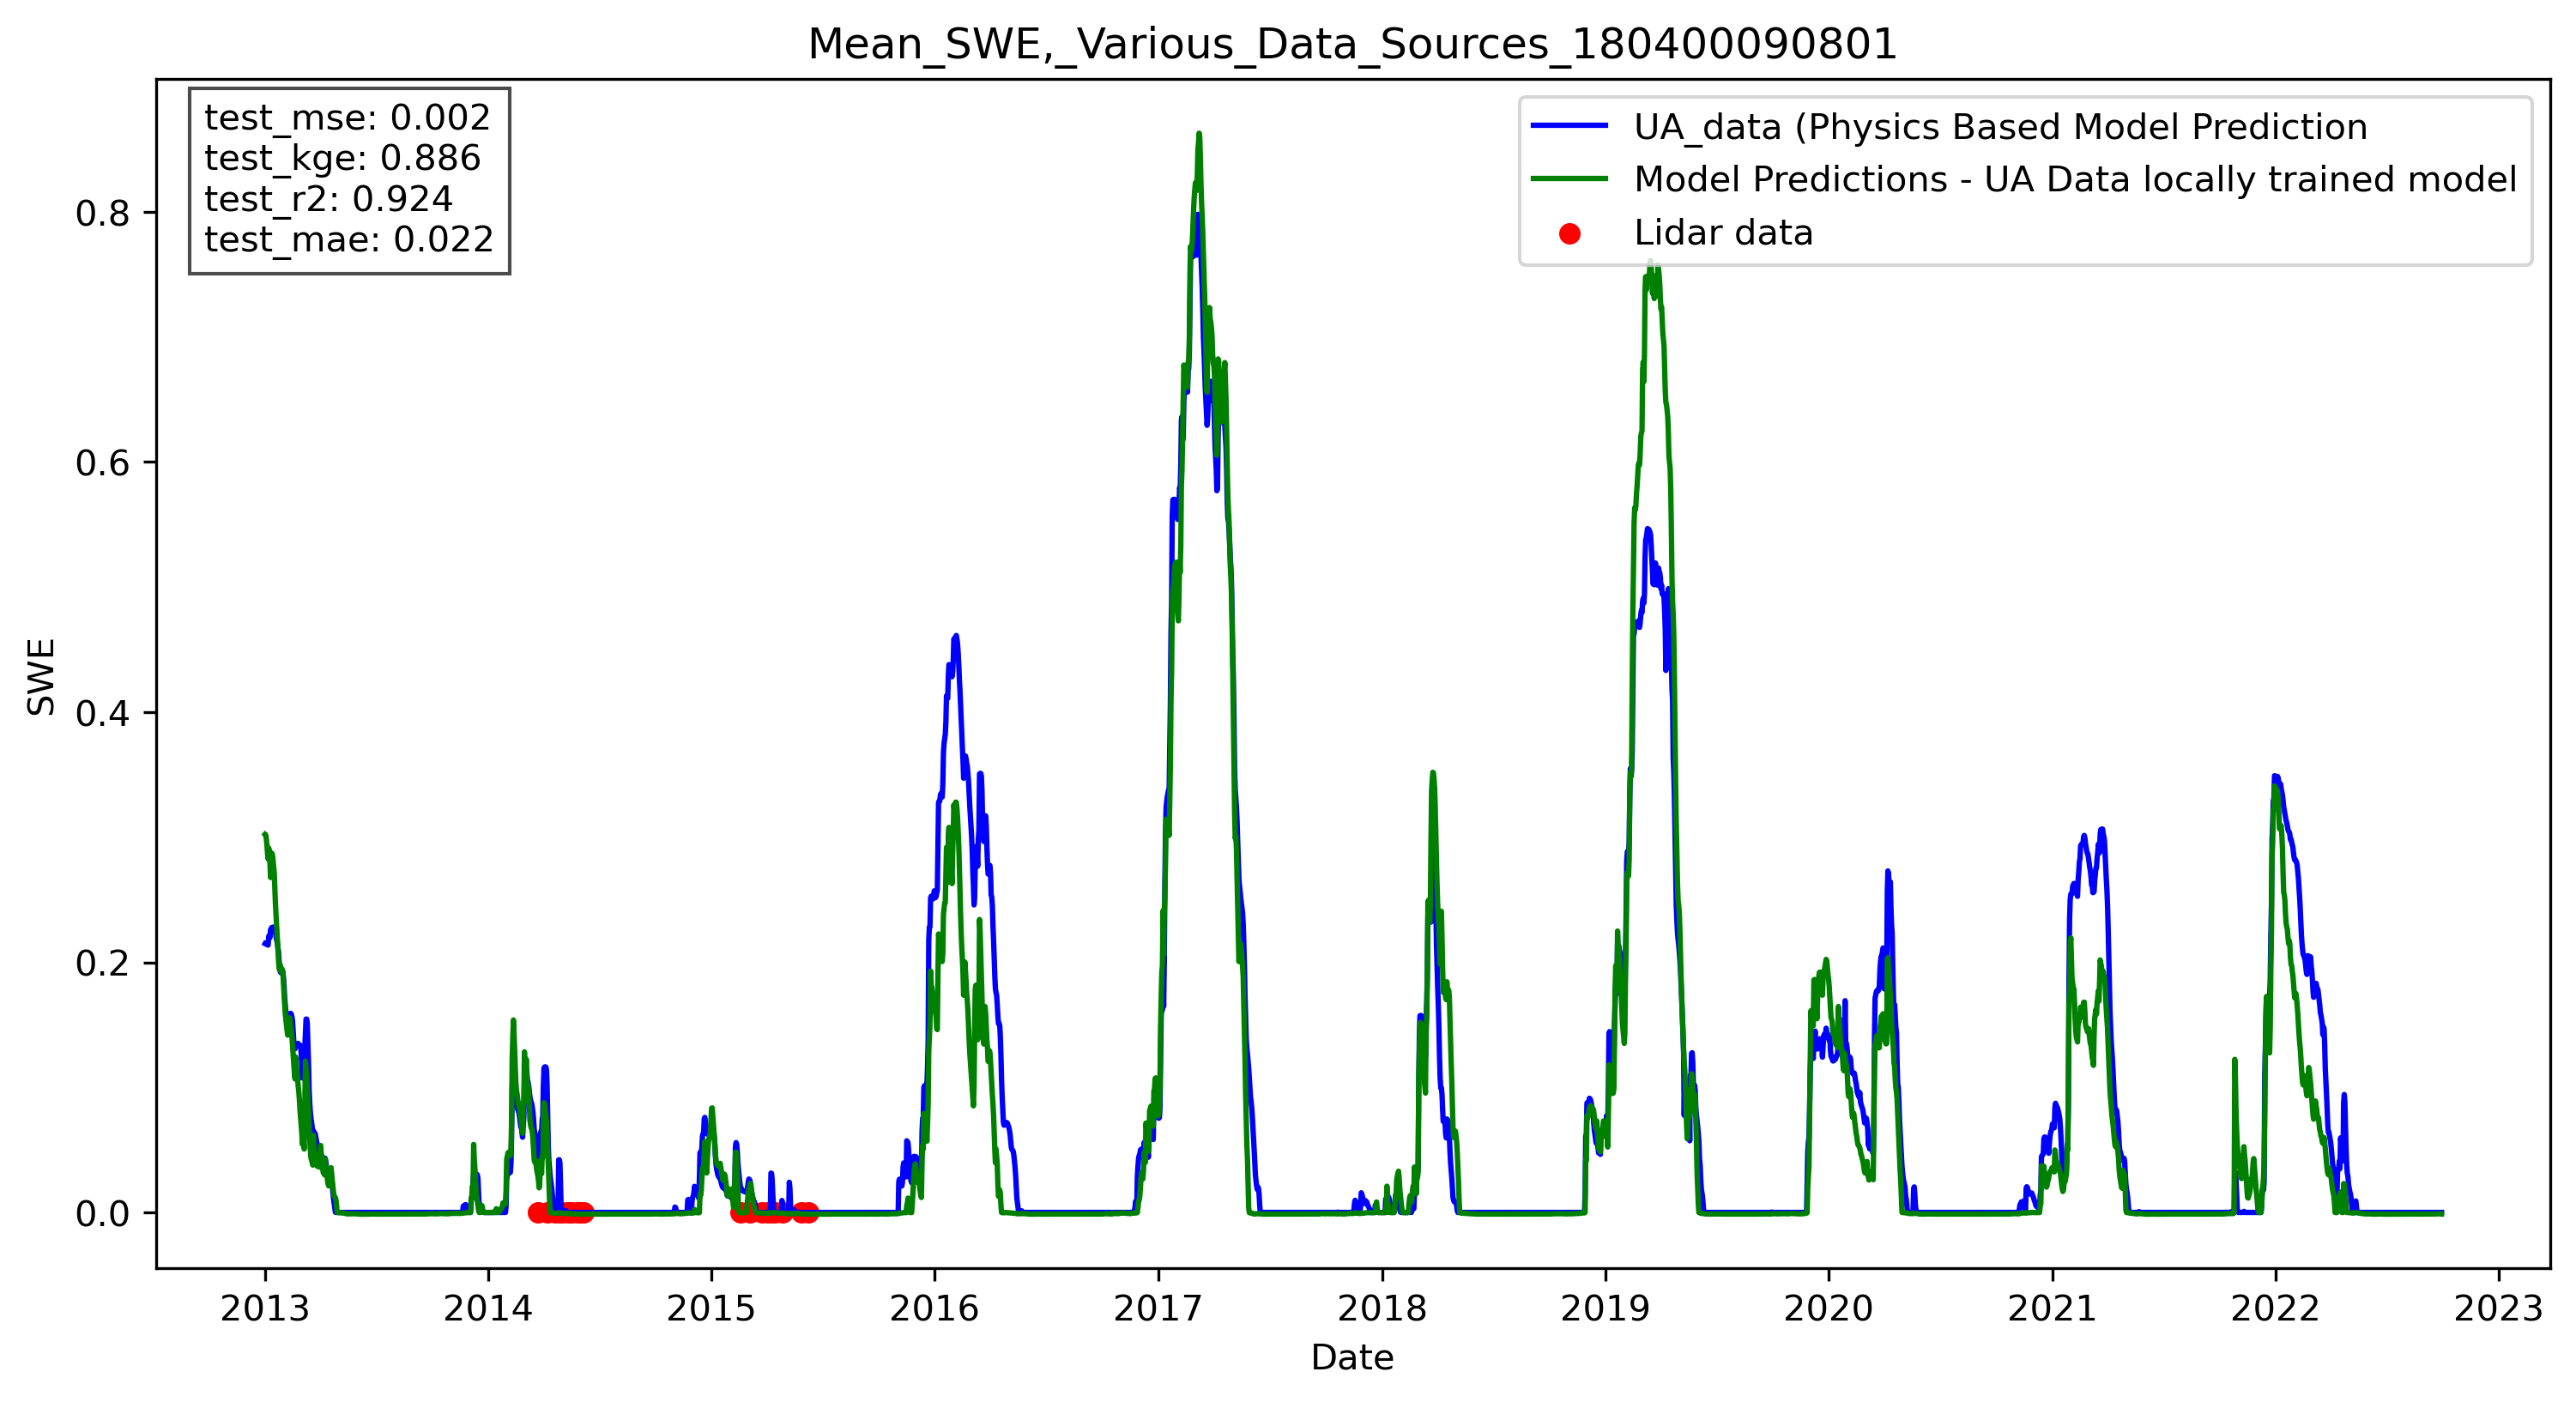 Mean_SWE,_Various_Data_Sources_180400090801
test_mse: 0.002
test_kge: 0.886
test_r2: 0.924
test_mae: 0.022
UA_data (Physics Based Model Prediction
Model Predictions - UA Data locally trained model
Lidar data
0.8
0.6
0.4
0.2
0.0
SWE
2013 2014 2015 2016 2017 2018 2019 2020 2021 2022 2023
Date